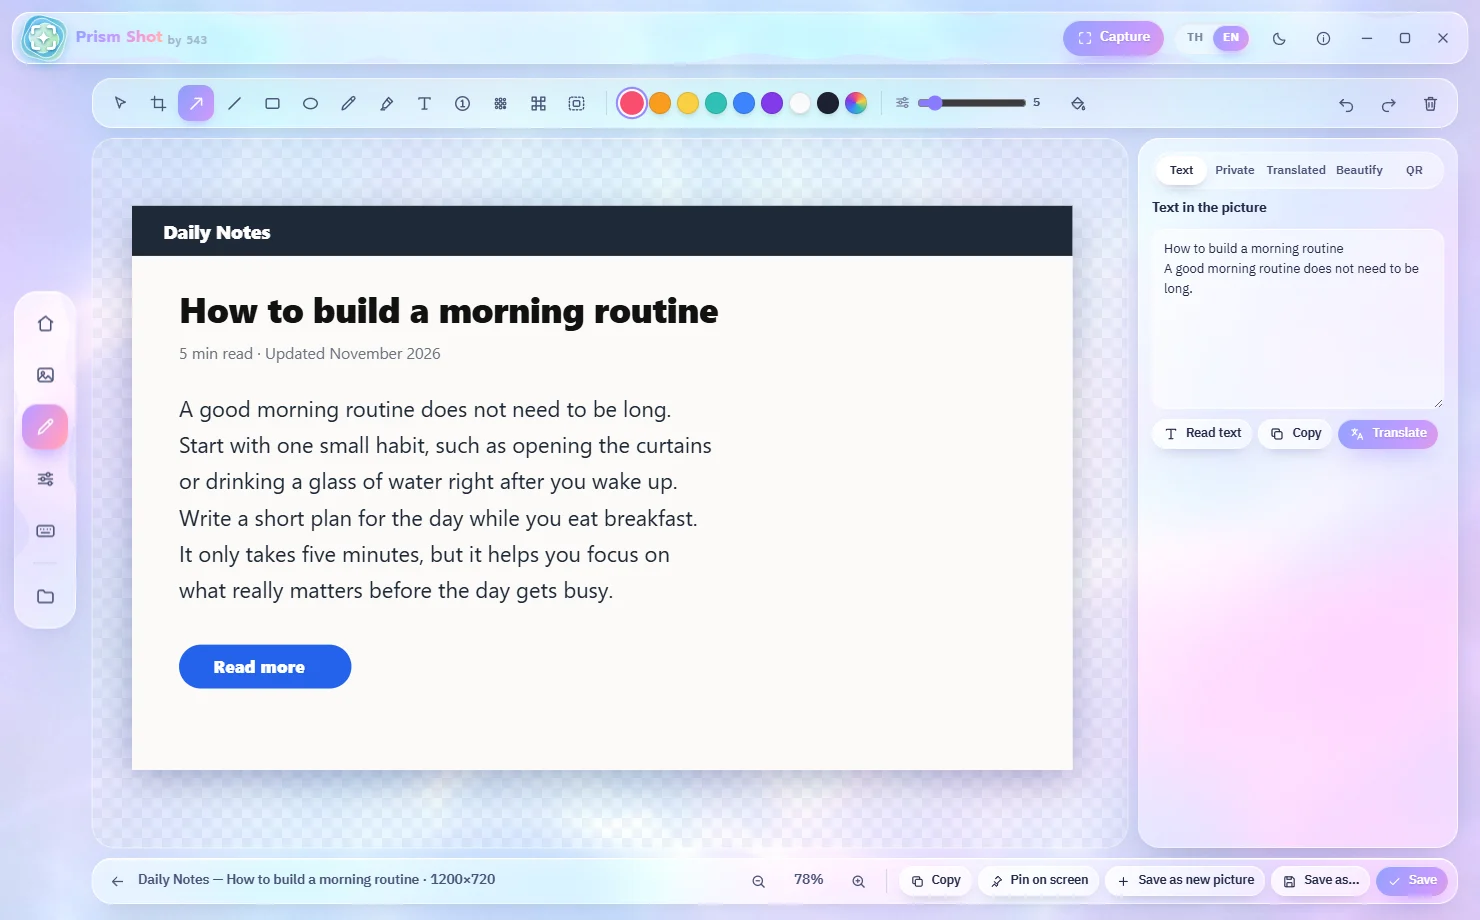 Prism Shot by 543
Capture
TH EN
5
Daily Notes
How to build a morning routine
5 min read · Updated November 2026
A good morning routine does not need to be long.
Start with one small habit, such as opening the curtains
or drinking a glass of water right after you wake up.
Write a short plan for the day while you eat breakfast.
It only takes five minutes, but it helps you focus on
what really matters before the day gets busy.
Read more
Text Private Translated Beautify QR
Text in the picture
How to build a morning routine
A good morning routine does not need to be
long.
Read text Copy Translate
Daily Notes — How to build a morning routine · 1200×720
78%
Copy Pin on screen Save as new picture Save as... Save